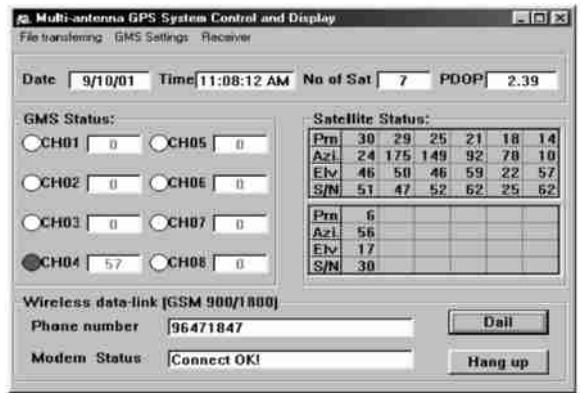 Multi-antenna GPS System Control and Display
File transferring GMS Settings Receiver
Date 9/10/01 Time 11:08:12 AM No of Sat 7 PDOP 2.39
GMS Status:
CH01 0 CH05 0
CH02 0 CH06 0
CH03 0 CH07 0
CH04 57 CH08 0
Satellite Status:
Prn 30 29 25 21 18 14
Azi. 24 175 149 92 78 10
Elv 46 50 46 59 22 57
S/N 51 47 52 62 25 62
Prn 6
Azi. 56
Elv 17
S/N 30
Wireless data-link (GSM 900/1800)
Phone number 96471847 Dail
Modem Status Connect OK! Hang up